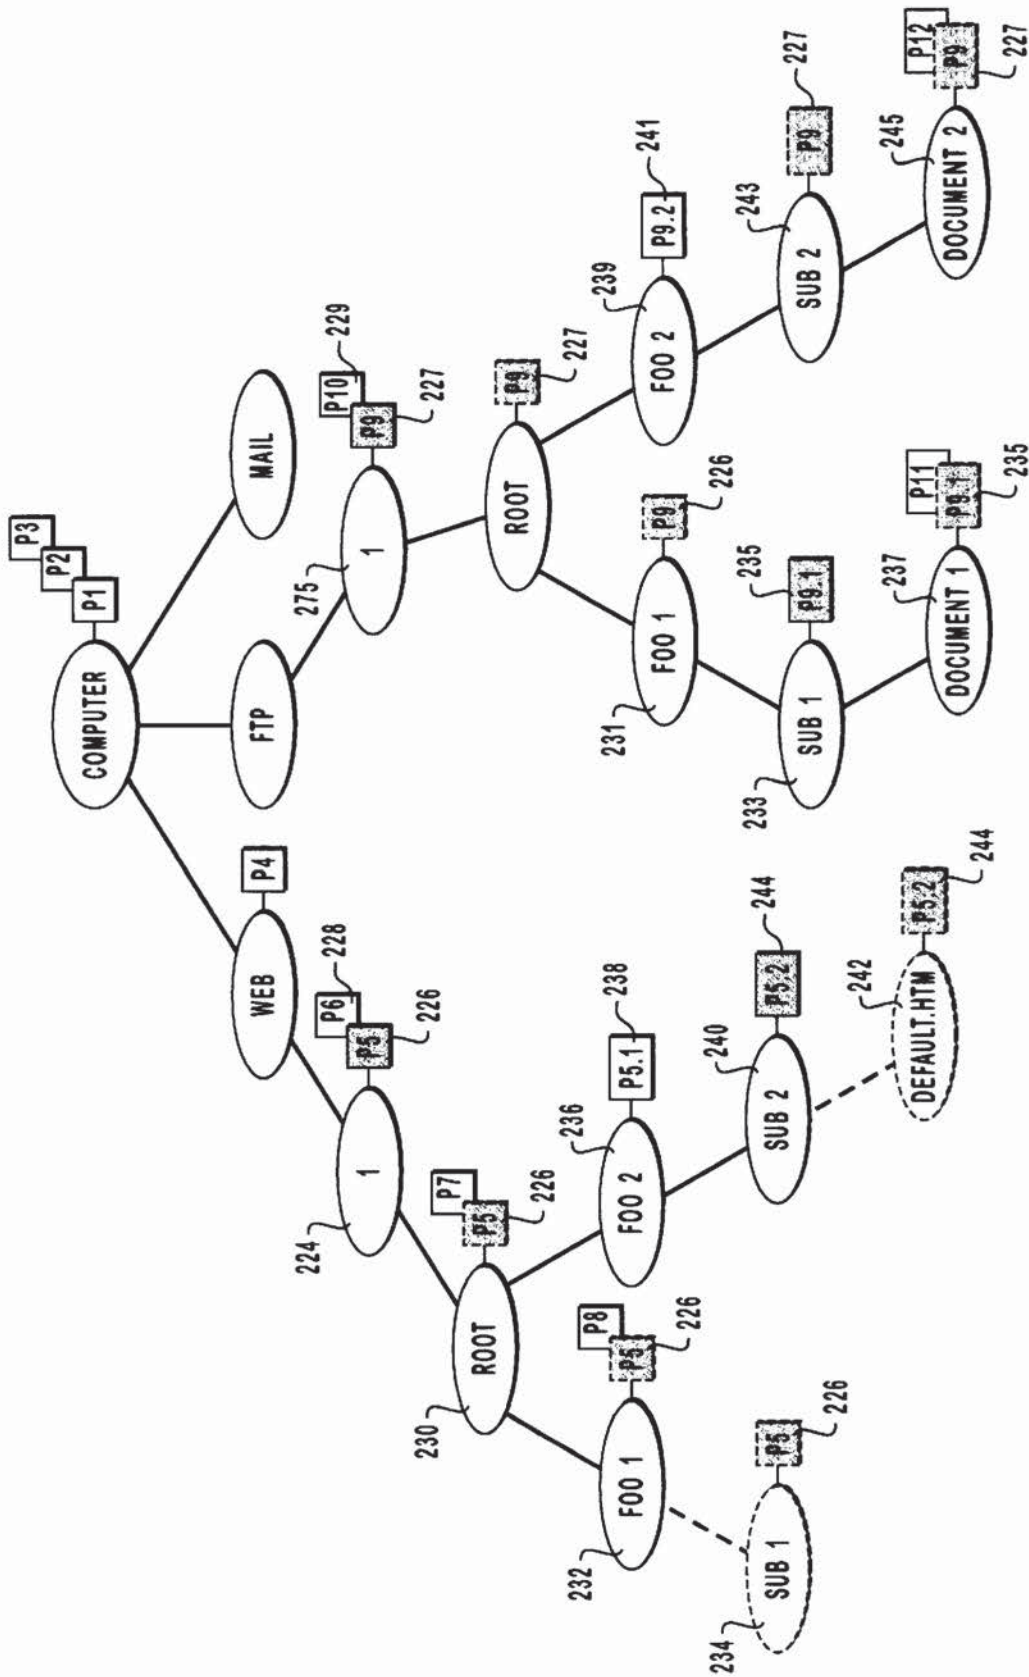 COMPUTER
P1
P2
P3
WEB
P4
FTP
MAIL
224
1
P5
P6
228
226
275
1
P9
P10
229
227
230
ROOT
P5
P7
226
ROOT
P9
227
232
FOO 1
P5
P8
226
236
FOO 2
P5.1
238
231
FOO 1
P9
226
239
FOO 2
P9.2
241
234
SUB 1
P5
226
240
SUB 2
P5.2
244
233
SUB 1
P9.1
235
243
SUB 2
P9
227
242
DEFAULT.HTM
P5.2
244
237
DOCUMENT 1
P9.1
P11
235
245
DOCUMENT 2
P9
P12
227